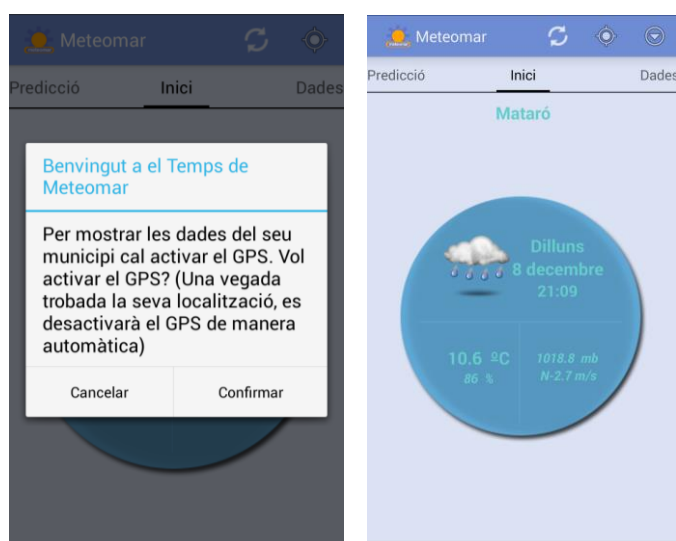 Meteomar
Predicció Inici Dades
Benvingut a el Temps de
Meteomar
Per mostrar les dades del seu
municipi cal activar el GPS. Vol
activar el GPS? (Una vegada
trobada la seva localització, es
desactivarà el GPS de manera
automàtica)
Cancelar Confirmar
Meteomar
Predicció Inici Dades
Mataró
Dilluns
8 decembre
21:09
10.6 ºC
86 %
1018.8 mb
N-2.7 m/s